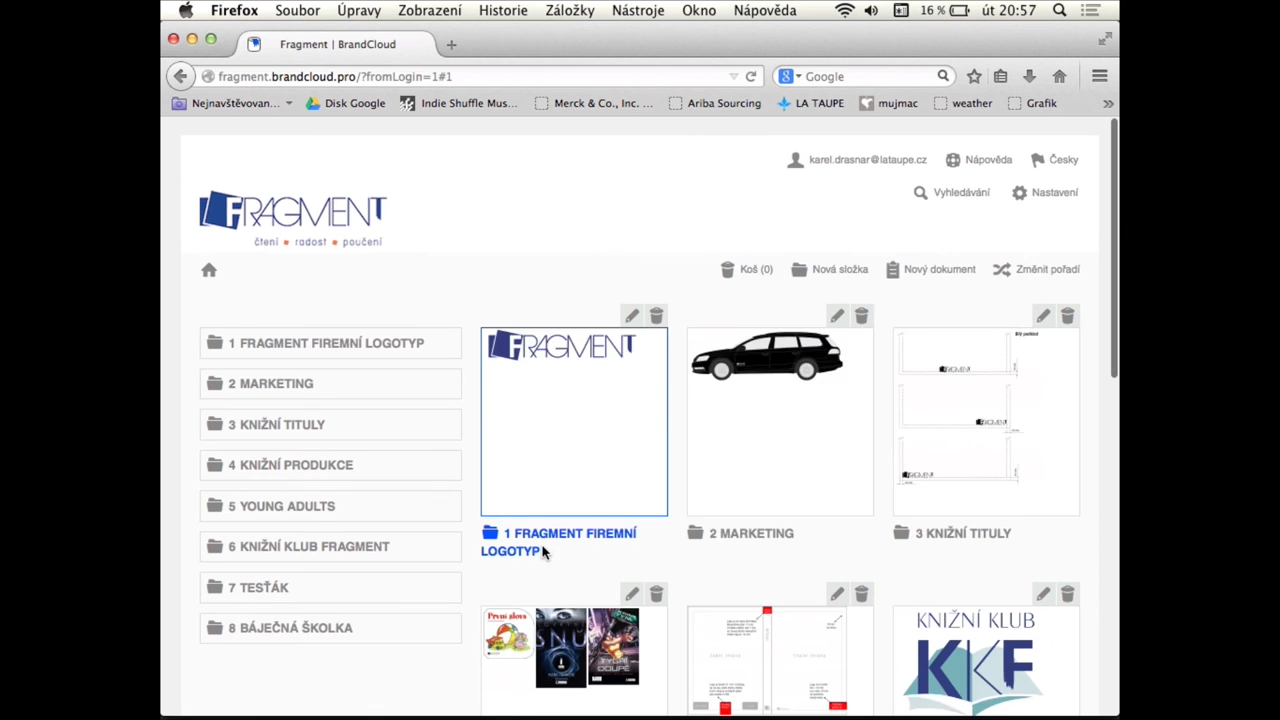 Firefox Soubor Úpravy Zobrazení Historie Záložky Nástroje Okno Nápověda 16 % út 20:57
Fragment | BrandCloud
fragment.brandcloud.pro/?fromLogin=1#1 Google
Nejnavštěvovan... Disk Google Indie Shuffle Mus... Merck & Co., Inc. ... Ariba Sourcing LA TAUPE mujmac weather Grafik
karel.drasnar@lataupe.cz Nápověda Česky
Vyhledávání Nastavení
FRAGMENT
čtení radost poučení
Koš (0) Nová složka Nový dokument Změnit pořadí
1 FRAGMENT FIREMNÍ LOGOTYP
2 MARKETING
3 KNIŽNÍ TITULY
4 KNIŽNÍ PRODUKCE
5 YOUNG ADULTS
6 KNIŽNÍ KLUB FRAGMENT
7 TESŤÁK
8 BÁJEČNÁ ŠKOLKA
FRAGMENT
FRAGMENT
FRAGMENT
FRAGMENT
1 FRAGMENT FIREMNÍ
LOGOTYP
2 MARKETING
3 KNIŽNÍ TITULY
První slova
KNIŽNÍ KLUB
KKF